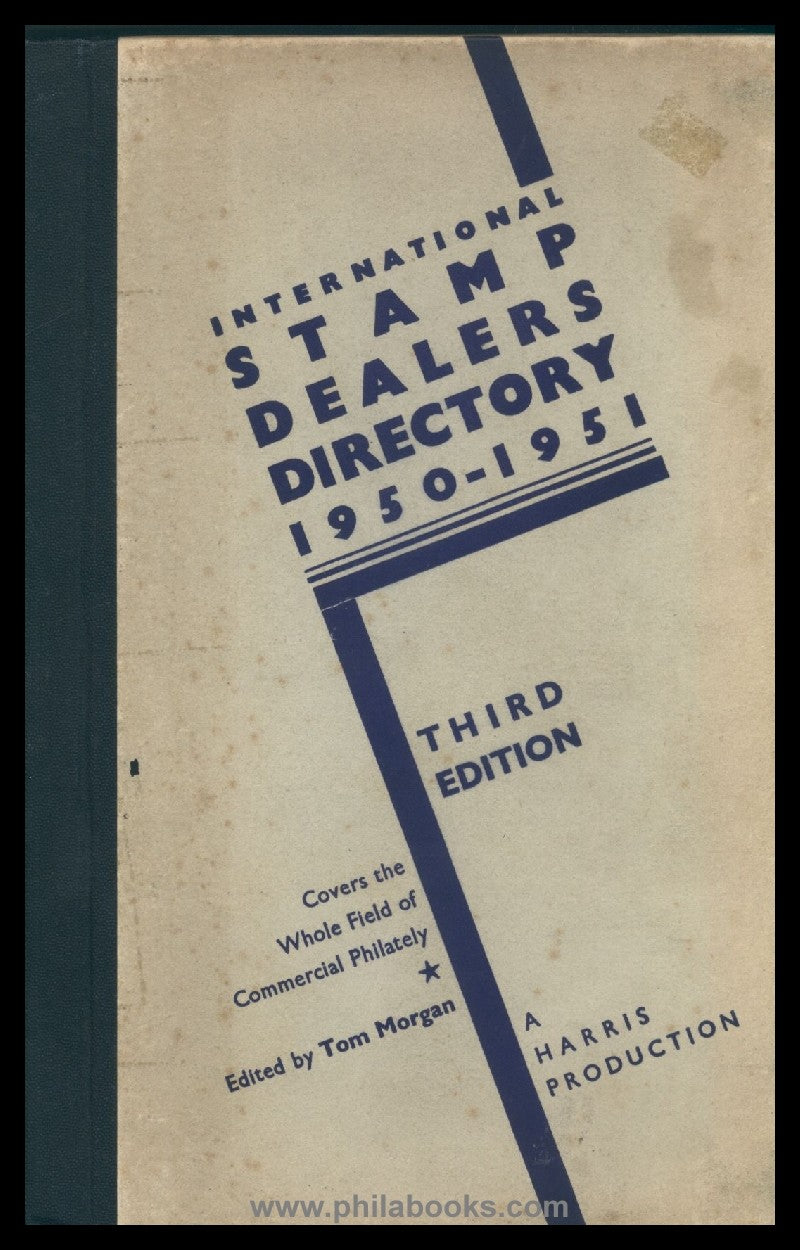 INTERNATIONAL
STAMP
DEALERS
DIRECTORY
1950-1951
THIRD
EDITION
Covers the
Whole Field of
Commercial Philately
★
Edited by Tom Morgan
A
HARRIS
PRODUCTION
www.philabooks.com